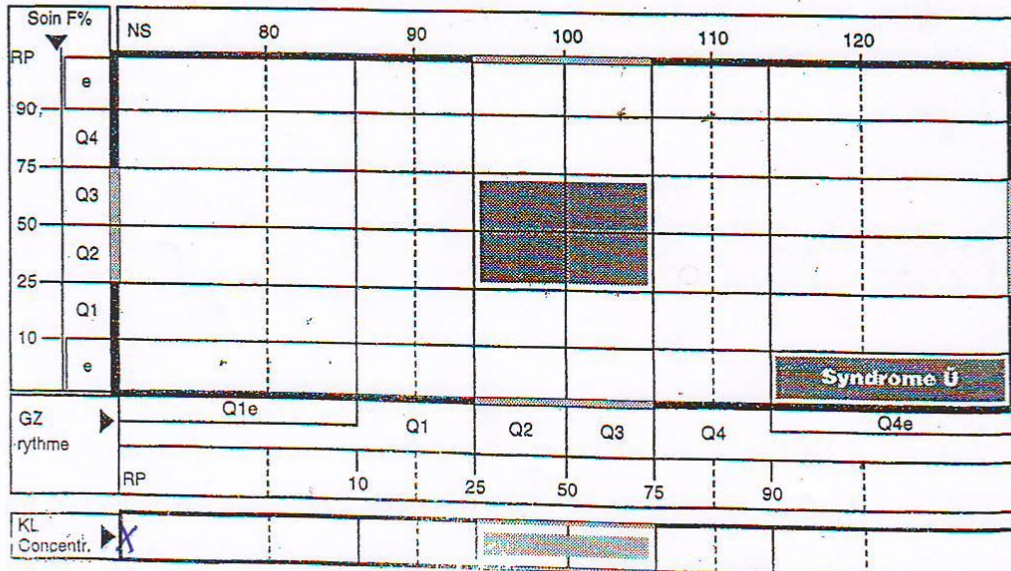 Soin F%
NS 80 90 100 110 120
RP
e
90
Q4
75
Q3
50
Q2
25
Q1
10
e
Syndrome Ü
GZ
rythme
Q1e Q1 Q2 Q3 Q4 Q4e
RP 10 25 50 75 90
KL
Concentr.
X